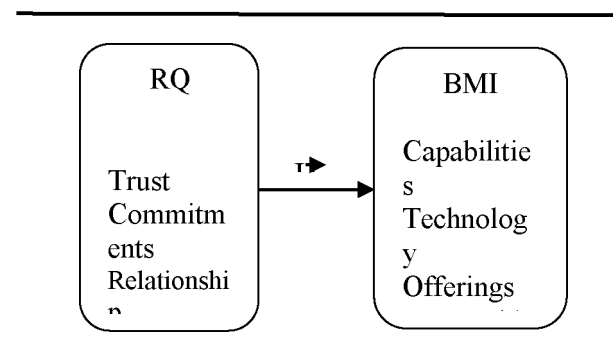 RQ
Trust
Commitm
ents
Relationshi
BMI
Capabilitie
s
Technolog
y
Offerings